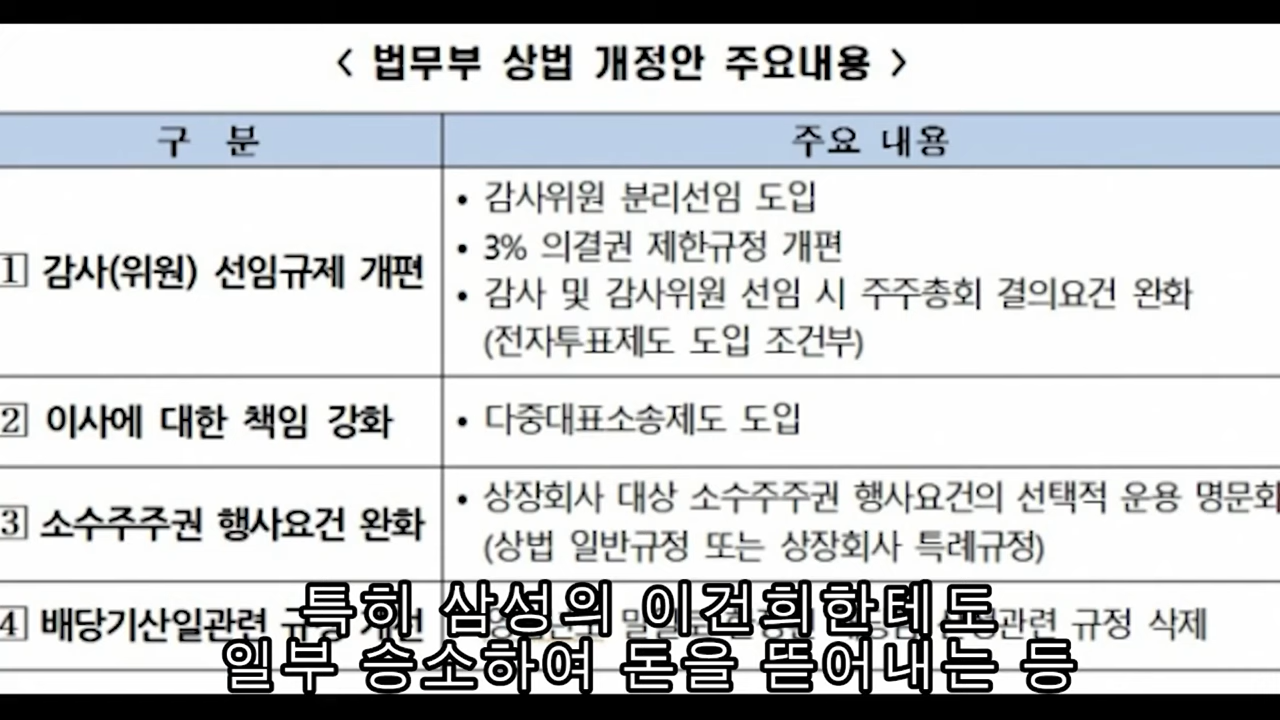 < 법무부 상법 개정안 주요내용 >
구 분
주요 내용
1 감사(위원) 선임규제 개편
• 감사위원 분리선임 도입
• 3% 의결권 제한규정 개편
• 감사 및 감사위원 선임 시 주주총회 결의요건 완화
(전자투표제도 도입 조건부)
2 이사에 대한 책임 강화
• 다중대표소송제도 도입
3 소수주주권 행사요건 완화
• 상장회사 대상 소수주주권 행사요건의 선택적 운용 명문화
(상법 일반규정 또는 상장회사 특례규정)
4 배당기산일관련 규정 개선
규정 삭제
특히 삼성의 이건희한테도
일부 승소하여 돈을 뜯어내는 등